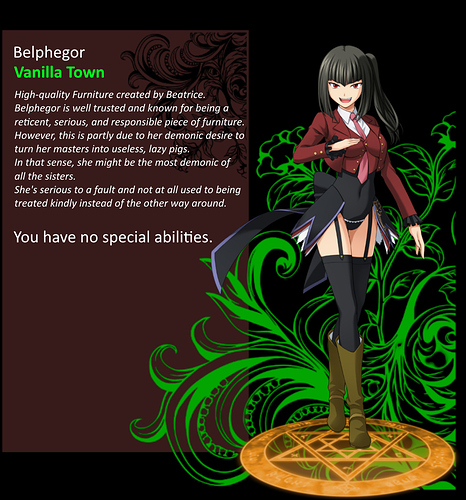 Belphegor
Vanilla Town
High-quality Furniture created by Beatrice.
Belphegor is well trusted and known for being a
reticent, serious, and responsible piece of furniture.
However, this is partly due to her demonic desire to
turn her masters into useless, lazy pigs.
In that sense, she might be the most demonic of
all the sisters.
She's serious to a fault and not at all used to being
treated kindly instead of the other way around.
You have no special abilities.